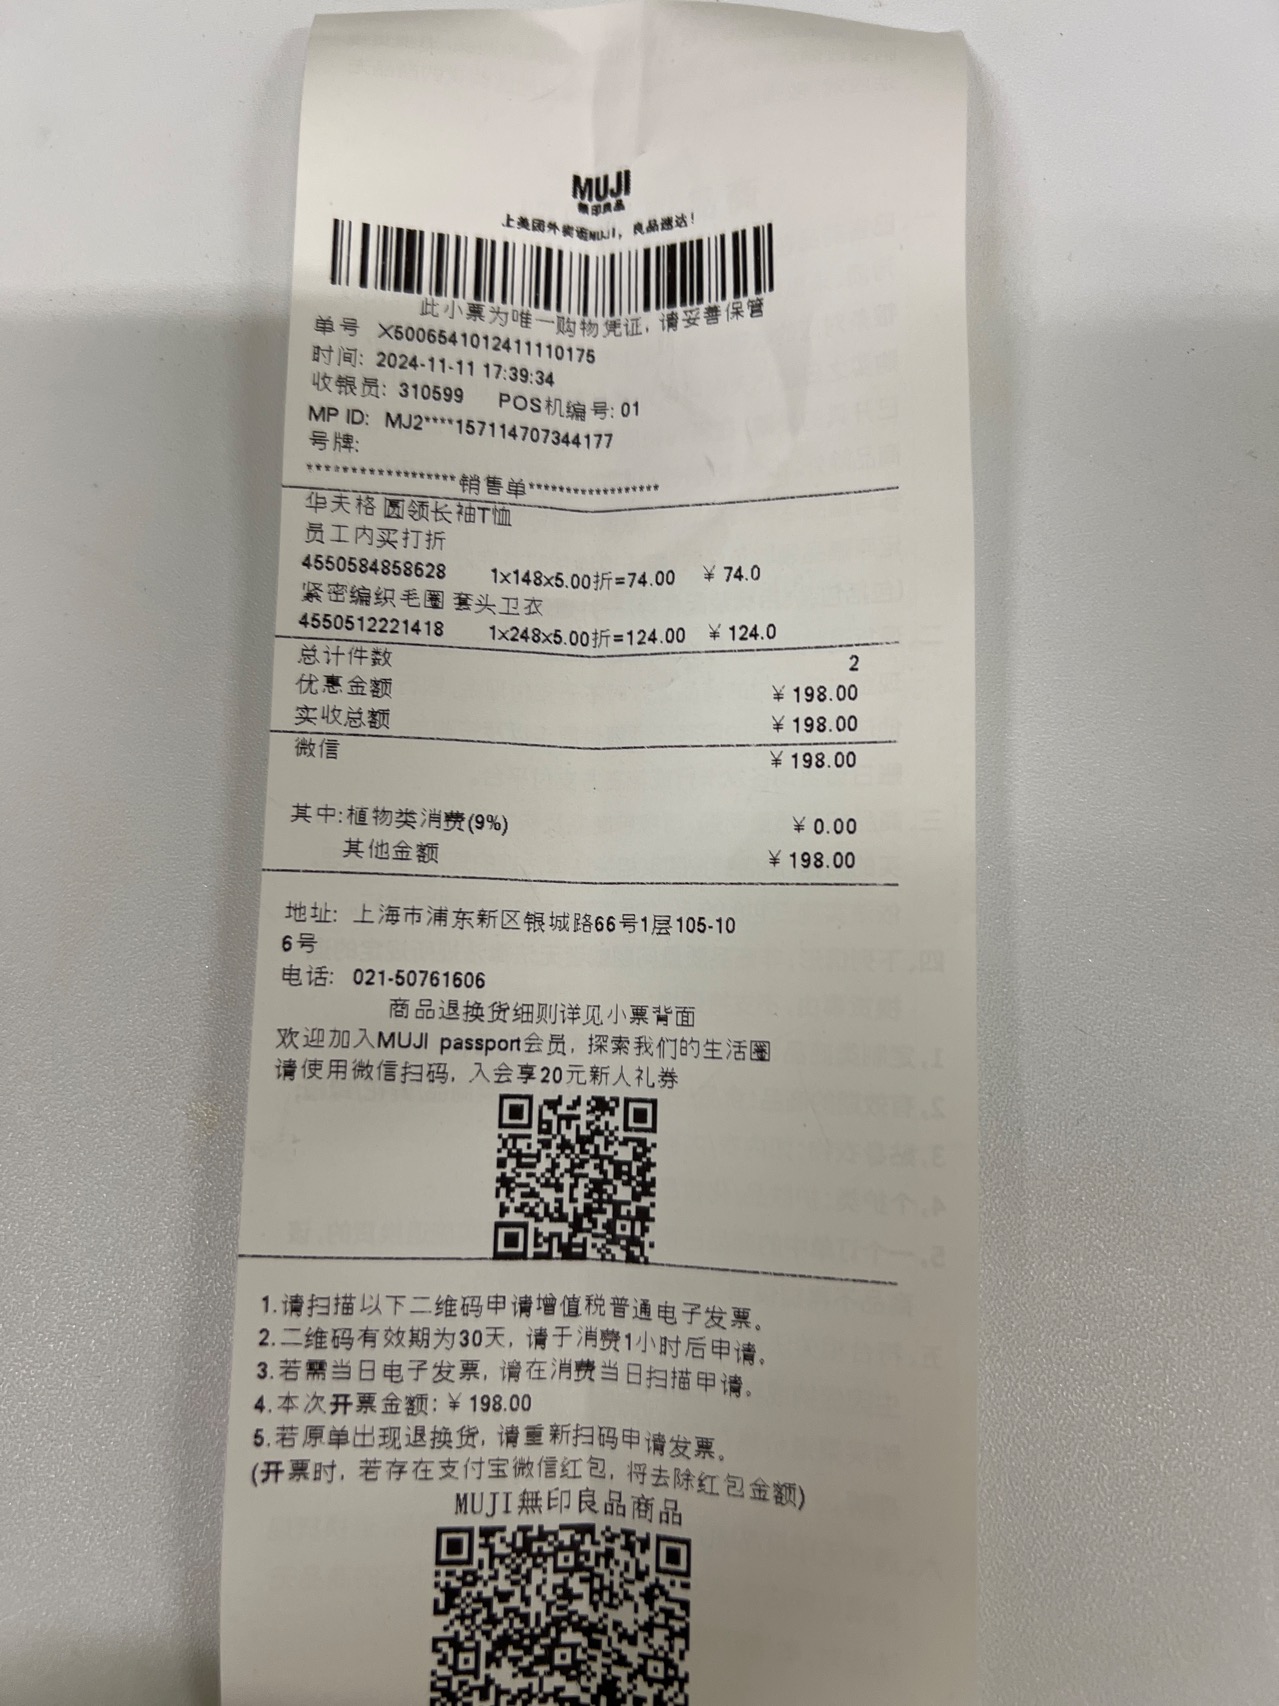 MUJI
無印良品
上美团外卖逛MUJI，良品速达！
此小票为唯一购物凭证，请妥善保管
单号 X5006541012411110175
时间: 2024-11-11 17:39:34
收银员: 310599 POS机编号: 01
MP ID: MJ2****157114707344177
号牌:
******************销售单******************
华夫格 圆领长袖T恤
员工内买打折
4550584858628 1x148x5.00折=74.00 ¥ 74.0
紧密编织毛圈 套头卫衣
4550512221418 1x248x5.00折=124.00 ¥ 124.0
总计件数 2
优惠金额 ¥ 198.00
实收总额 ¥ 198.00
微信 ¥ 198.00
其中:植物类消费(9%) ¥ 0.00
其他金额 ¥ 198.00
地址: 上海市浦东新区银城路66号1层105-10
6号
电话: 021-50761606
商品退换货细则详见小票背面
欢迎加入MUJI passport会员, 探索我们的生活圈
请使用微信扫码, 入会享20元新人礼券
1.请扫描以下二维码申请增值税普通电子发票。
2.二维码有效期为30天, 请于消费1小时后申请。
3.若需当日电子发票, 请在消费当日扫描申请。
4.本次开票金额: ¥ 198.00
5.若原单出现退换货, 请重新扫码申请发票。
(开票时, 若存在支付宝微信红包, 将去除红包金额)
MUJI無印良品商品